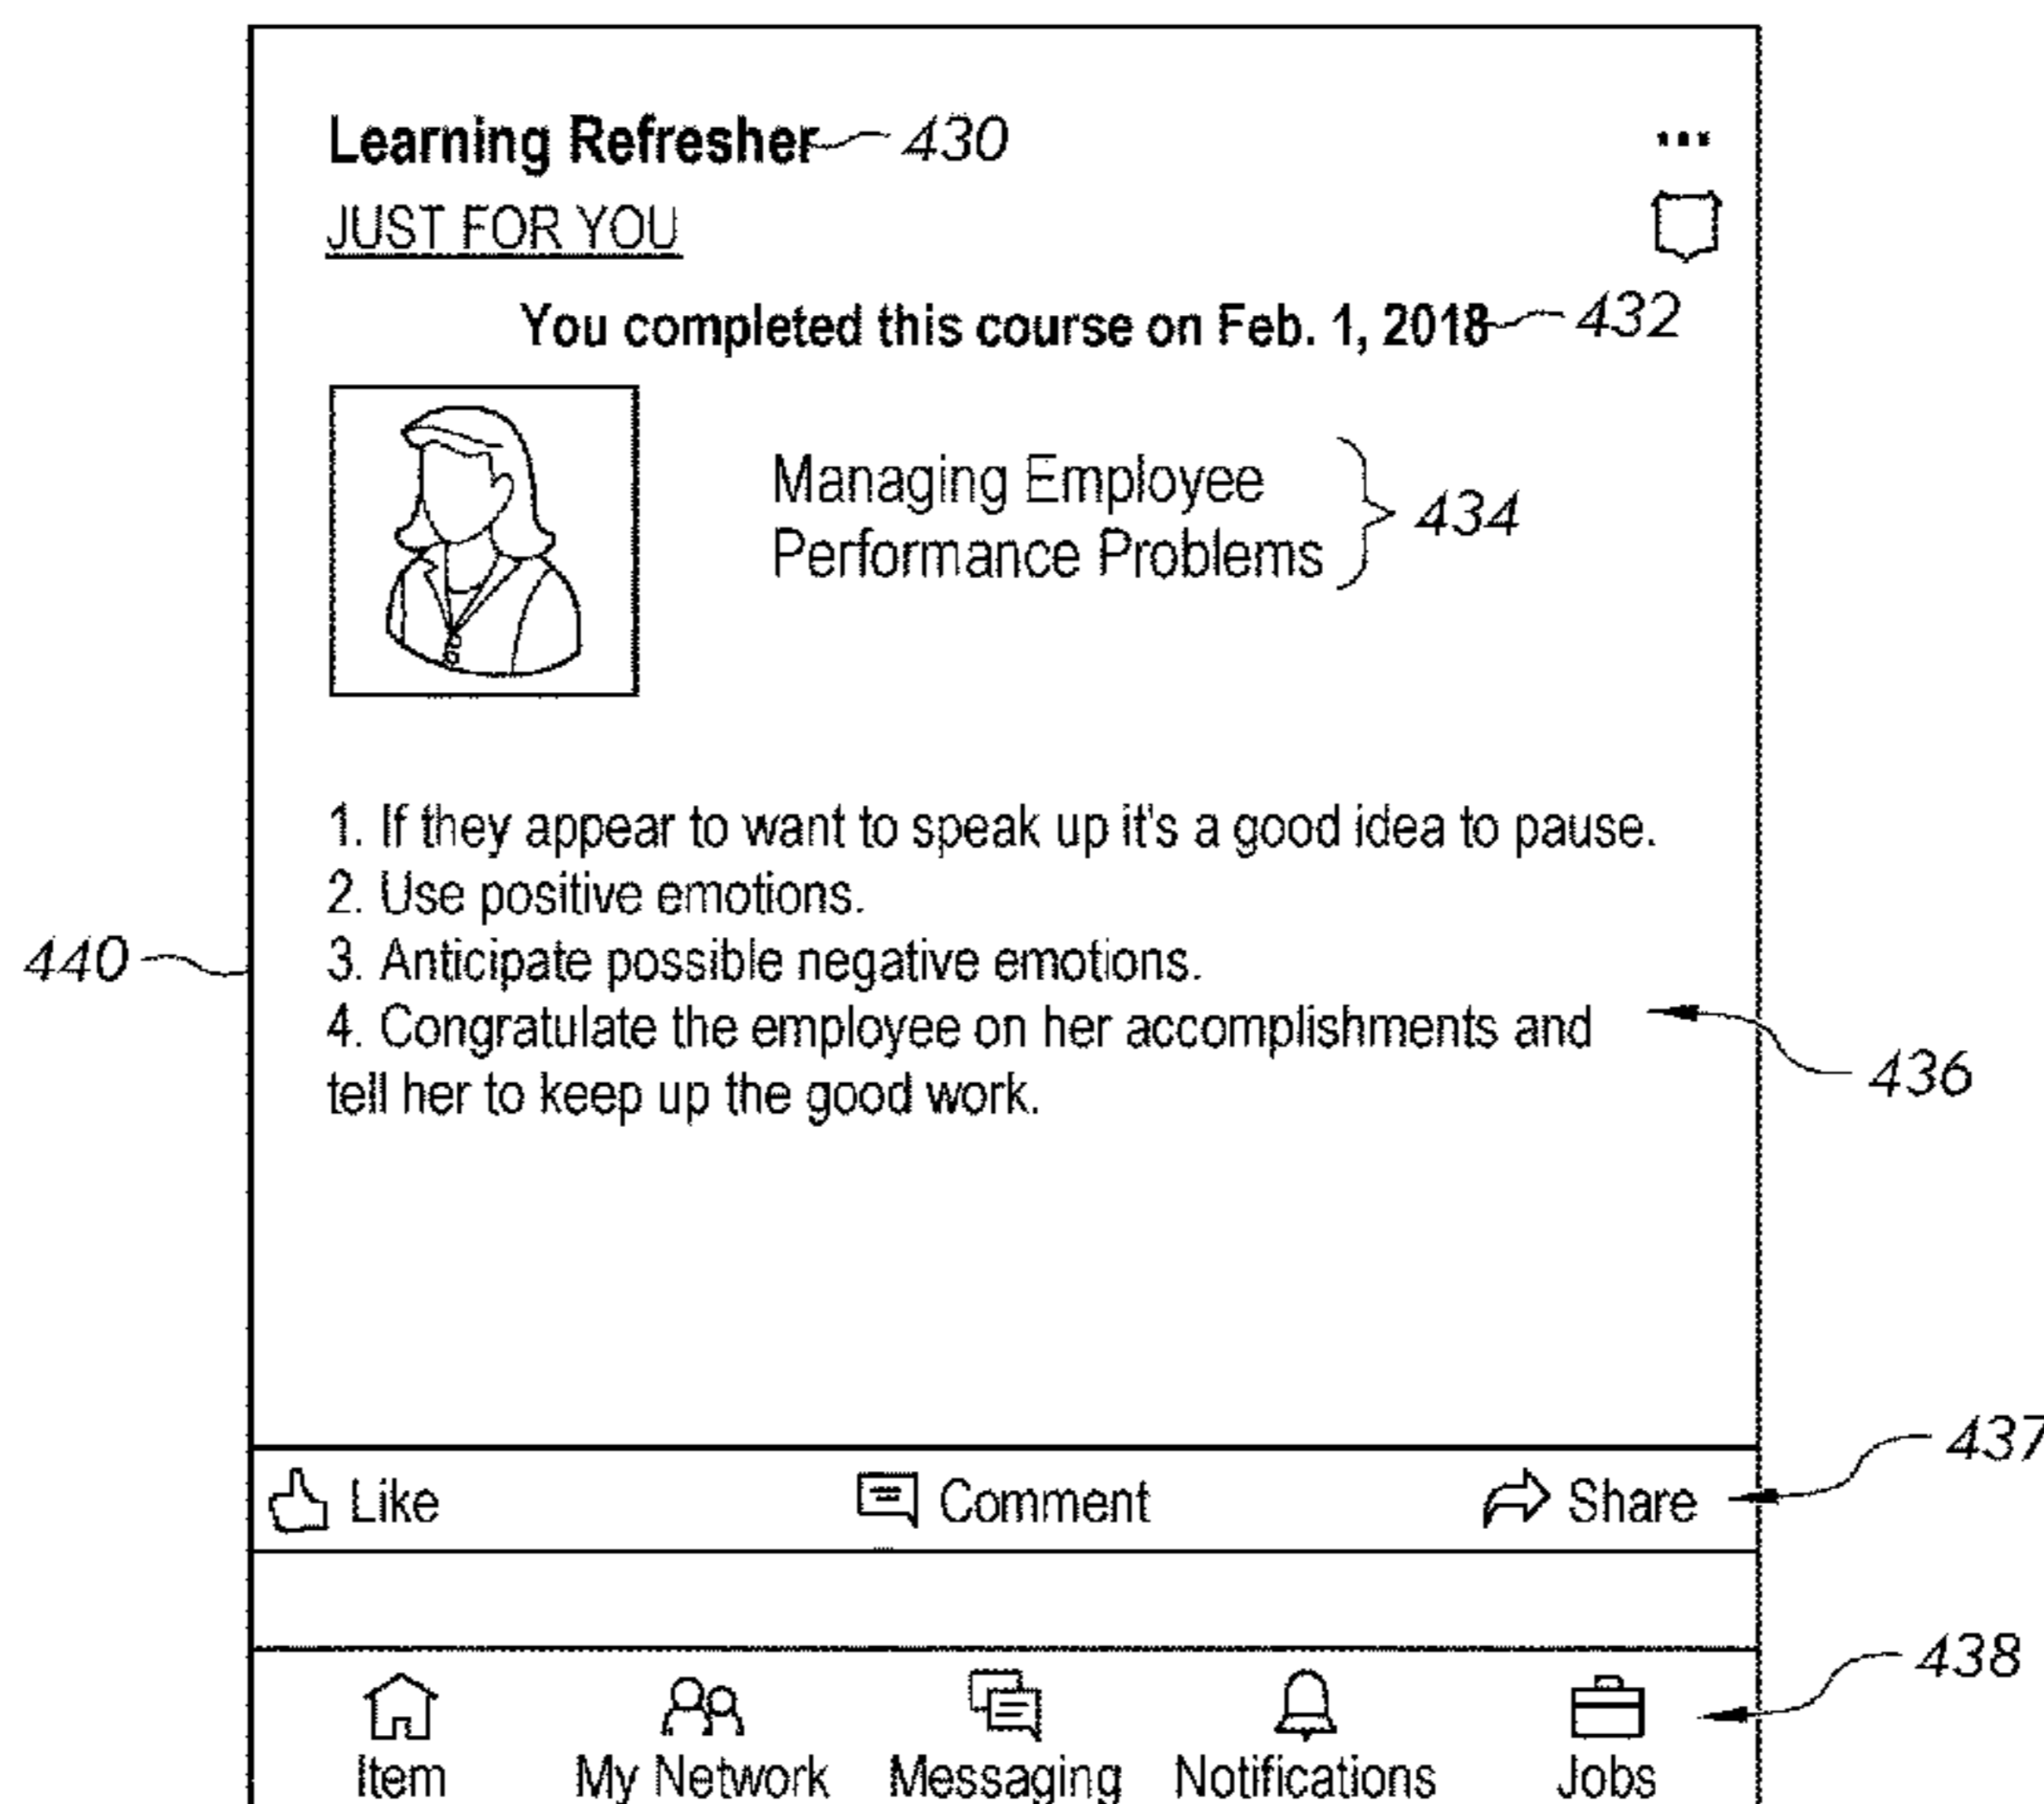 Learning Refresher 430
...
JUST FOR YOU
You completed this course on Feb. 1, 2018 432
Managing Employee
Performance Problems
434
1. If they appear to want to speak up it's a good idea to pause.
2. Use positive emotions.
440
3. Anticipate possible negative emotions.
4. Congratulate the employee on her accomplishments and
tell her to keep up the good work.
436
437
Like Comment Share
438
Item My Network Messaging Notifications Jobs